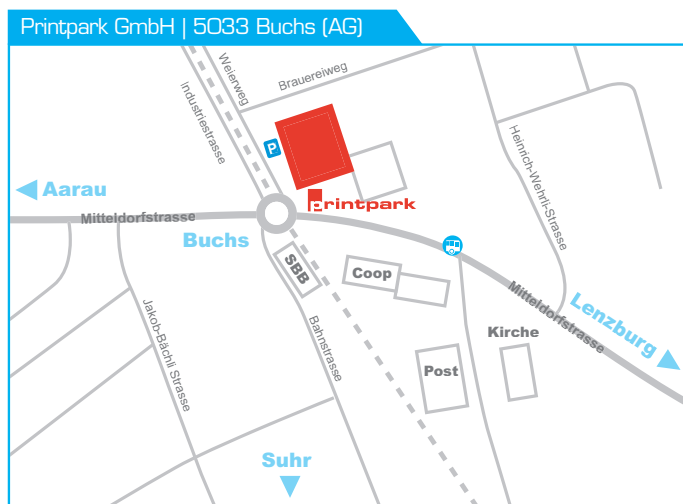 Printpark GmbH | 5033 Buchs (AG)
Weierweg
Brauereiweg
Industriestrasse
P
Heinrich-Wehrli-Strasse
Aarau
printpark
Mitteldorfstrasse
Buchs
SBB
Coop
Mitteldorfstrasse
Lenzburg
Jakob-Bächli Strasse
Bahnstrasse
Kirche
Post
Suhr